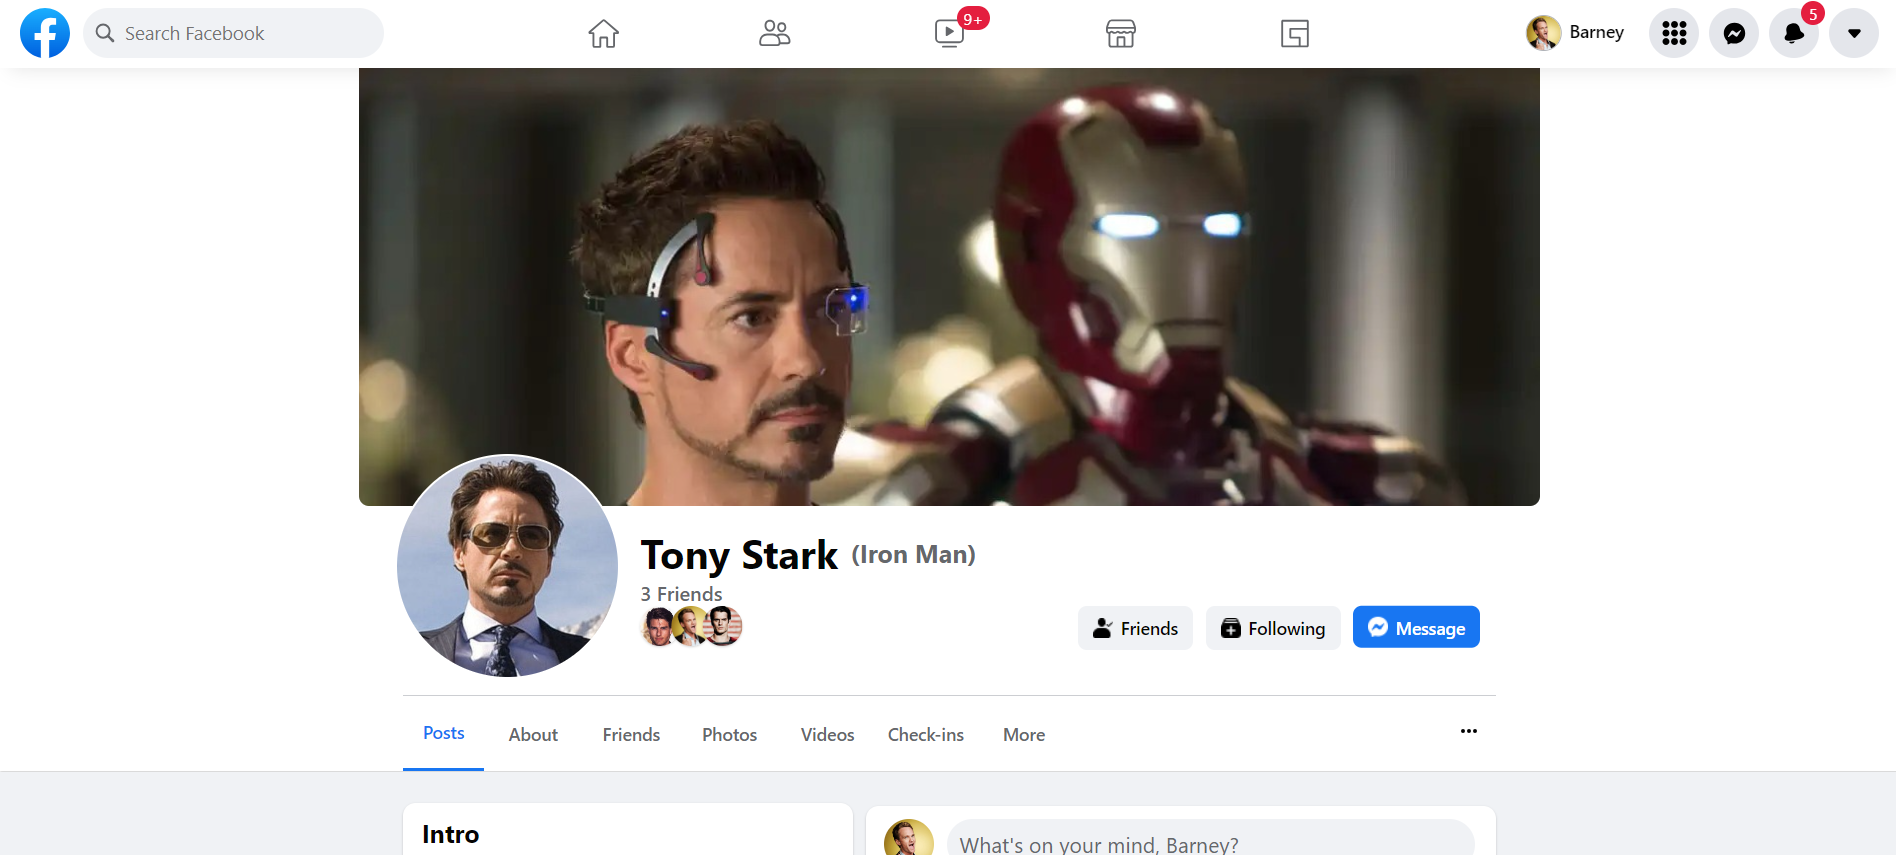 Search Facebook
9+
Barney
5
Tony Stark (Iron Man)
3 Friends
Friends
Following
Message
Posts
About
Friends
Photos
Videos
Check-ins
More
Intro
What's on your mind, Barney?